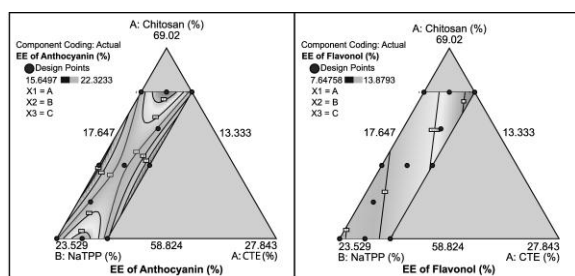 A: Chitosan (%)
69.02
Component Coding: Actual
EE of Anthocyanin (%)
Design Points
15.6497 22.3233
X1 = A
X2 = B
X3 = C
17.647
13.333
23.529
58.824
27.843
B: NaTPP (%)
A: CTE (%)
EE of Anthocyanin (%)
A: Chitosan (%)
69.02
Component Coding: Actual
EE of Flavonol (%)
Design Points
7.64758 13.8793
X1 = A
X2 = B
X3 = C
17.647
13.333
23.529
58.824
27.843
B: NaTPP (%)
A: CTE (%)
EE of Flavonol (%)